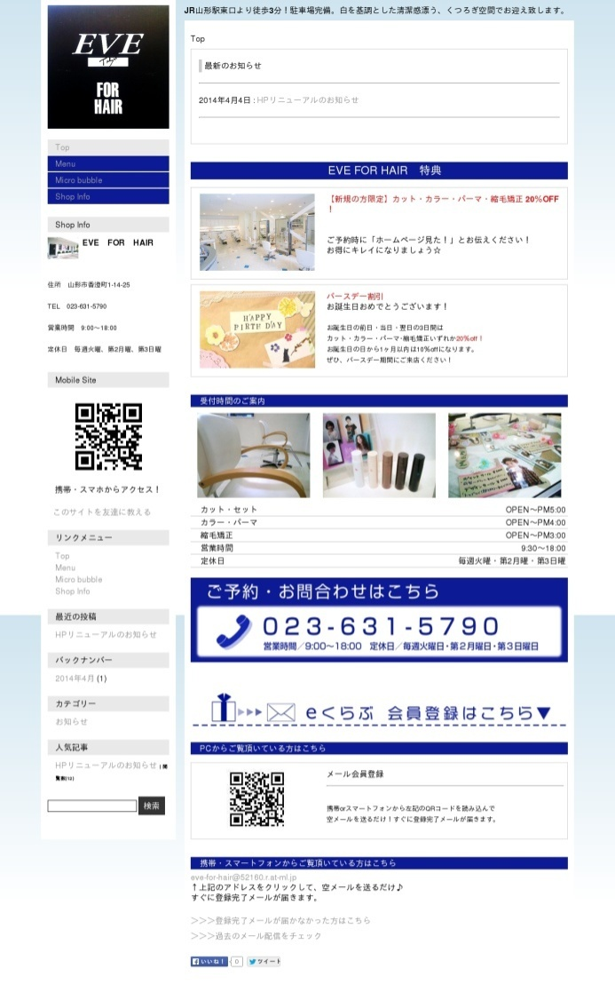 EVE
FOR
HAIR
Top
Menu
Micro bubble
Shop Info
Shop Info
EVE FOR HAIR
住所 山形市香澄町1-14-25
TEL 023-631-5790
営業時間 9:00～18:00
定休日 毎週火曜、第2月曜、第3日曜
Mobile Site
携帯・スマホからアクセス！
このサイトを友達に教える
リンクメニュー
Top
Menu
Micro bubble
Shop Info
最近の投稿
HPリニューアルのお知らせ
バックナンバー
2014年4月 (1)
カテゴリー
お知らせ
人気記事
HPリニューアルのお知らせ
検索
JR山形駅東口より徒歩3分！駐車場完備。白を基調とした清潔感漂う、くつろぎ空間でお迎え致します。
Top
最新のお知らせ
2014年4月4日 : HPリニューアルのお知らせ
EVE FOR HAIR 特典
【新規の方限定】カット・カラー・パーマ・縮毛矯正 20%OFF
！
ご予約時に「ホームページ見た！」とお伝えください！
お得にキレイになりましょう☆
HAPPY
BIRTHDAY
バースデー割引
お誕生日おめでとうございます！
お誕生日の前日・当日・翌日の3日間は
カット・カラー・パーマ・縮毛矯正いずれか20%off！
お誕生日の日から1ヶ月以内は10%offになります。
ぜひ、バースデー期間にご来店ください！
受付時間のご案内
カット・セット OPEN～PM5:00
カラー・パーマ OPEN～PM4:00
縮毛矯正 OPEN～PM3:00
営業時間 9:30～18:00
定休日 毎週火曜・第2月曜・第3日曜
ご予約・お問合わせはこちら
023-631-5790
営業時間／9:00～18:00 定休日／毎週火曜日・第２月曜日・第３日曜日
eくらぶ 会員登録はこちら▼
PCからご覧頂いている方はこちら
メール会員登録
携帯orスマートフォンから左記のQRコードを読み込んで
空メールを送るだけ！すぐに登録完了メールが届きます。
携帯・スマートフォンからご覧頂いている方はこちら
eve-for-hair@52160.r.at-ml.jp
↑上記のアドレスをクリックして、空メールを送るだけ♪
すぐに登録完了メールが届きます。
>>>登録完了メールが届かなかった方はこちら
>>>過去のメール配信をチェック
いいね！ 0 ツイート